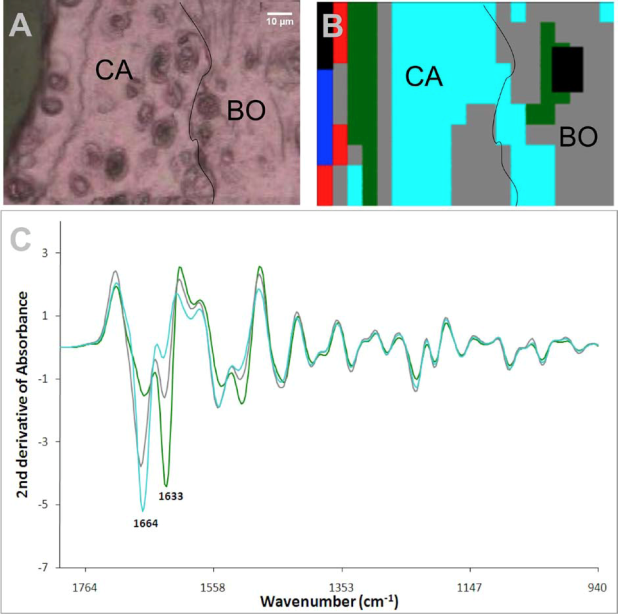 A
10 µm
CA
BO
B
CA
BO
C
2nd derivative of Absorbance
3
1
-1
-3
-5
-7
1633
1664
1764
1558
1353
1147
940
Wavenumber (cm-1)